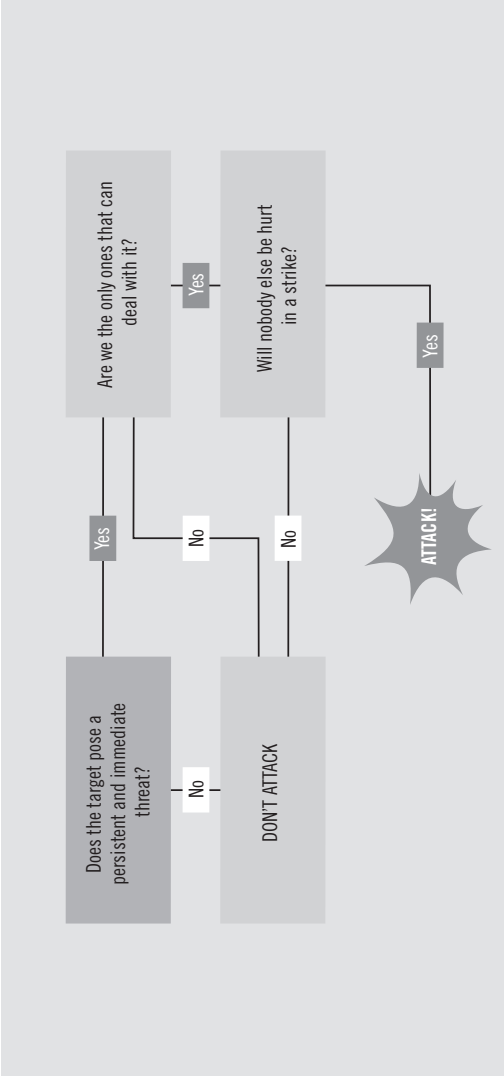 Does the target pose a
persistent and immediate
threat?
Yes
Are we the only ones that can
deal with it?
No
No
Yes
DON'T ATTACK
No
Will nobody else be hurt
in a strike?
ATTACK!
Yes